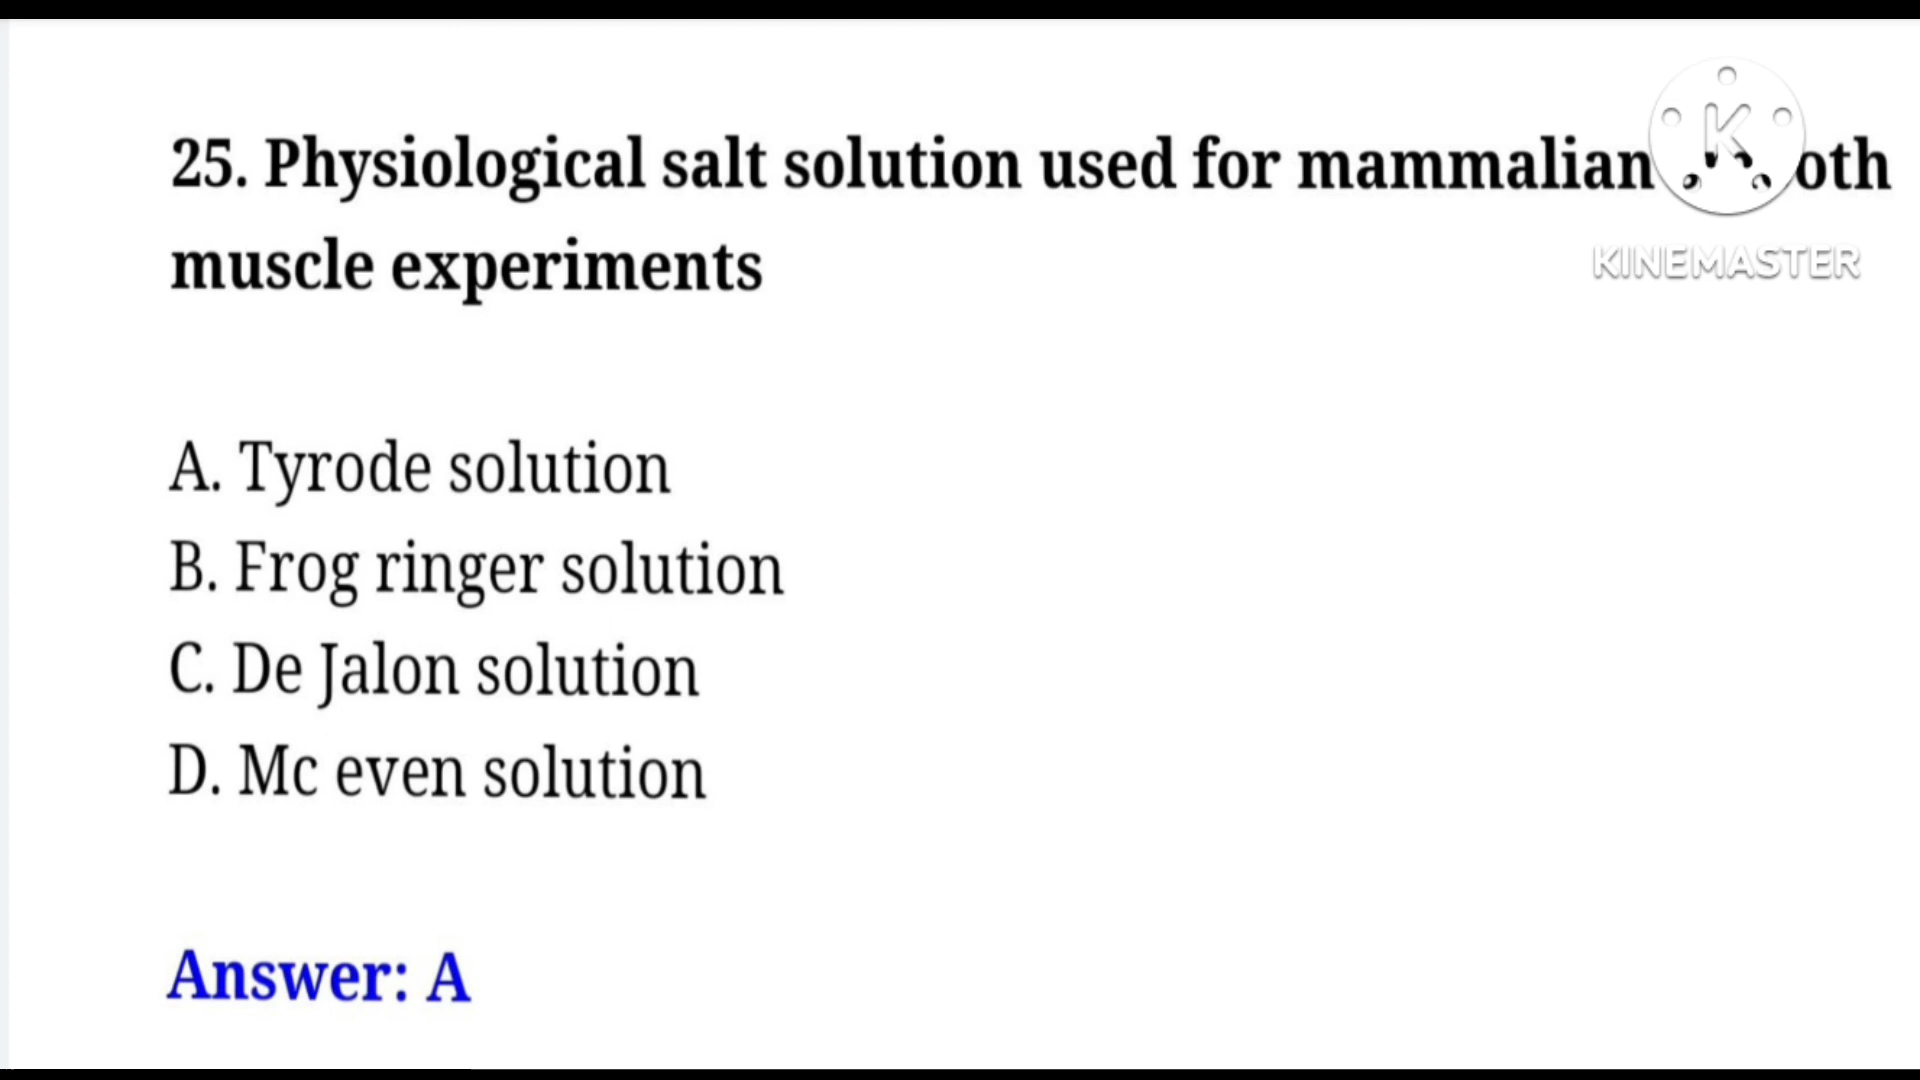 25. Physiological salt solution used for mammalian
muscle experiments
A. Tyrode solution
B. Frog ringer solution
C. De Jalon solution
D. Mc even solution
Answer: A
K
KINEMASTER